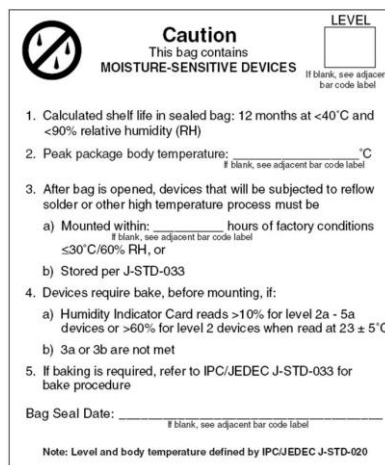 LEVEL
Caution
This bag contains
MOISTURE-SENSITIVE DEVICES
If blank, see adjacent
bar code label
1. Calculated shelf life in sealed bag: 12 months at <40˚C and
<90% relative humidity (RH)
2. Peak package body temperature: ____________________˚C
If blank, see adjacent bar code label
3. After bag is opened, devices that will be subjected to reflow
solder or other high temperature process must be
a) Mounted within: __________ hours of factory conditions
If blank, see adjacent bar code label
≤30˚C/60% RH, or
b) Stored per J-STD-033
4. Devices require bake, before mounting, if:
a) Humidity Indicator Card reads >10% for level 2a - 5a
devices or >60% for level 2 devices when read at 23 ± 5˚C
b) 3a or 3b are not met
5. If baking is required, refer to IPC/JEDEC J-STD-033 for
bake procedure
Bag Seal Date: ______________________________________
If blank, see adjacent bar code label
Note: Level and body temperature defined by IPC/JEDEC J-STD-020